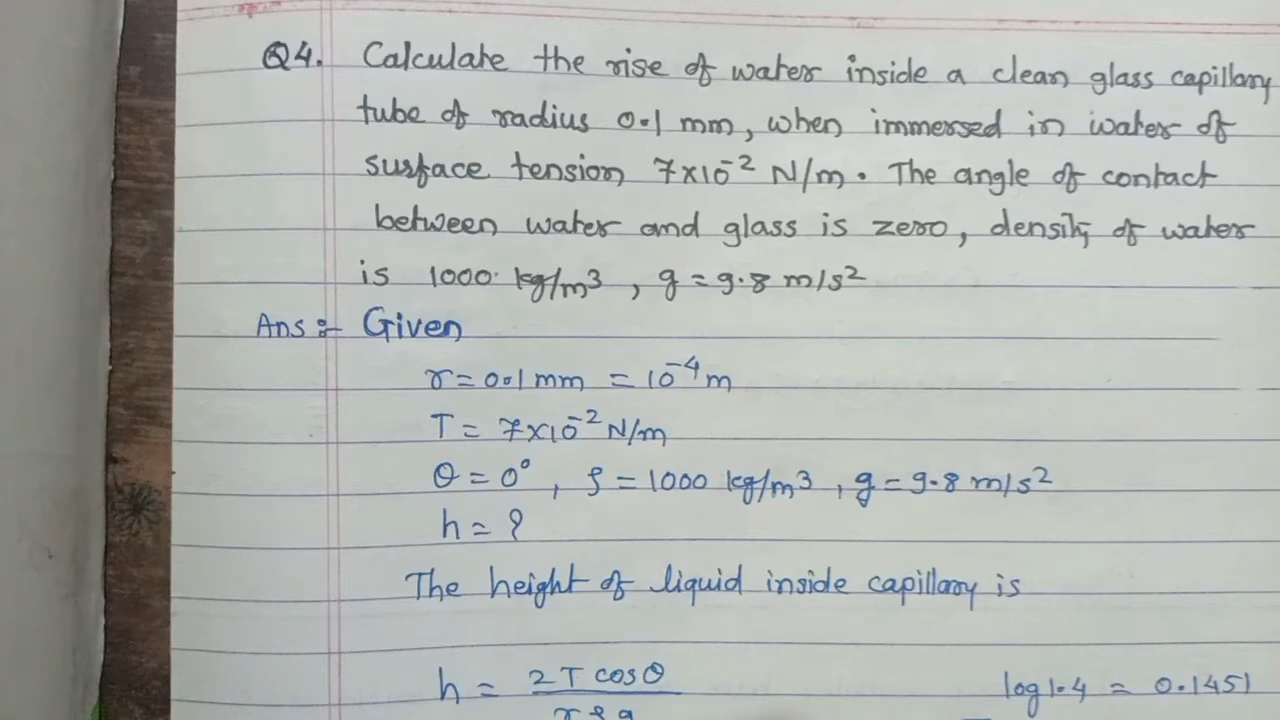 Q4. Calculate the rise of water inside a clean glass capillary
tube of radius 0.1 mm, when immersed in water of
surface tension 7×10⁻² N/m. The angle of contact
between water and glass is zero, density of water
is 1000 kg/m³, g = 9.8 m/s²
Ans :- Given
r = 0.1 mm = 10⁻⁴ m
T = 7×10⁻² N/m
θ = 0°, ρ = 1000 kg/m³, g = 9.8 m/s²
h = ?
The height of liquid inside capillary is
h = 2T cosθ log 1.4 = 0.1451
r ρ g